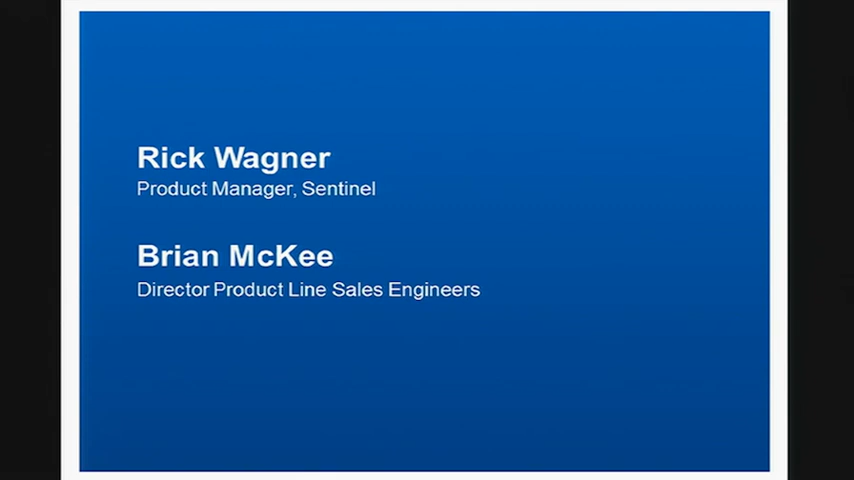 Rick Wagner
Product Manager, Sentinel
Brian McKee
Director Product Line Sales Engineers